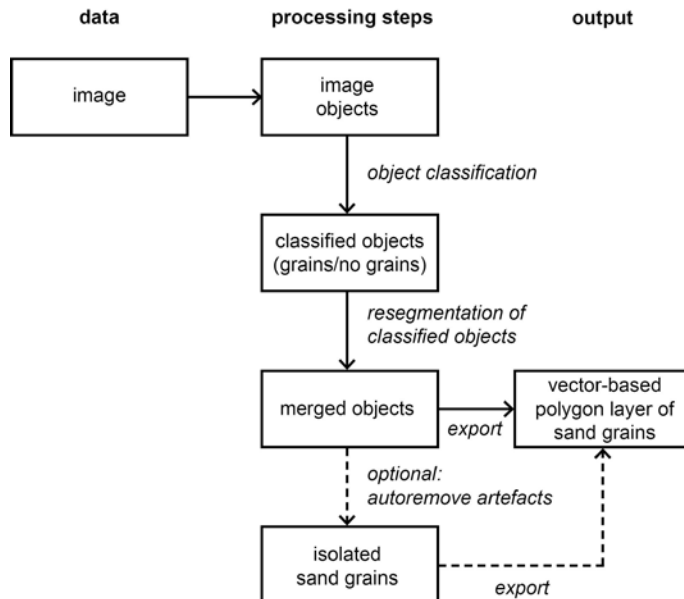 data
processing steps
output
image
image
objects
object classification
classified objects
(grains/no grains)
resegmentation of
classified objects
merged objects
export
vector-based
polygon layer of
sand grains
optional:
autoremove artefacts
isolated
sand grains
export